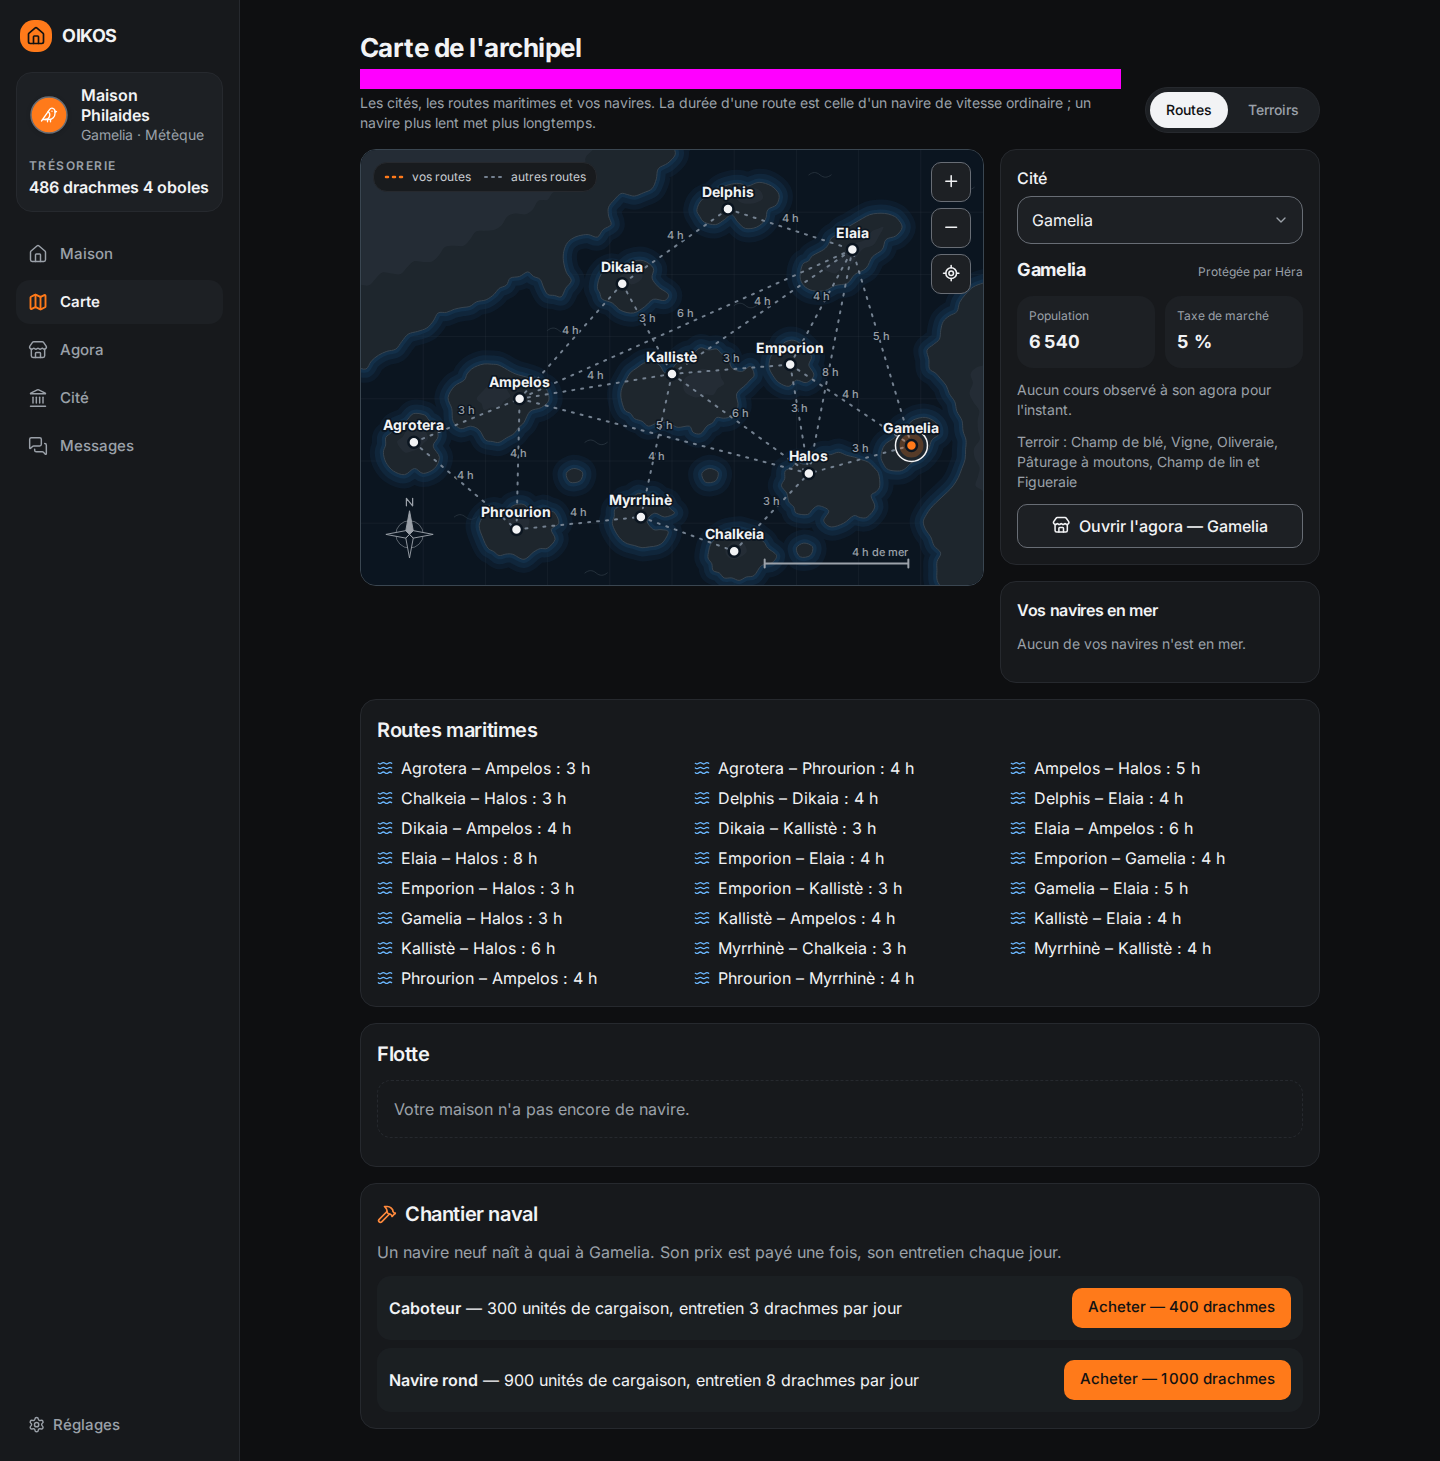 OIKOS
Maison
Philaides
Gamelia · Métèque
TRÉSORERIE
486 drachmes 4 oboles
Maison
Carte
Agora
Cité
Messages
Réglages
Carte de l'archipel
Les cités, les routes maritimes et vos navires. La durée d'une route est celle d'un navire de vitesse ordinaire ; un
navire plus lent met plus longtemps.
Routes
Terroirs
vos routes
autres routes
+
−
Delphis
4 h
Elaia
4 h
Dikaia
4 h
4 h
3 h
6 h
4 h
5 h
Kallistè
3 h
Emporion
4 h
8 h
Ampelos
4 h
3 h
3 h
6 h
Agrotera
5 h
Gamelia
4 h
4 h
Halos
3 h
4 h
N
Myrrhinè
3 h
Phrourion
4 h
Chalkeia
4 h de mer
Cité
Gamelia
Gamelia
Protégée par Héra
Population
6 540
Taxe de marché
5 %
Aucun cours observé à son agora pour
l'instant.
Terroir : Champ de blé, Vigne, Oliveraie,
Pâturage à moutons, Champ de lin et
Figueraie
Ouvrir l'agora — Gamelia
Vos navires en mer
Aucun de vos navires n'est en mer.
Routes maritimes
Agrotera – Ampelos : 3 h
Agrotera – Phrourion : 4 h
Ampelos – Halos : 5 h
Chalkeia – Halos : 3 h
Delphis – Dikaia : 4 h
Delphis – Elaia : 4 h
Dikaia – Ampelos : 4 h
Dikaia – Kallistè : 3 h
Elaia – Ampelos : 6 h
Elaia – Halos : 8 h
Emporion – Elaia : 4 h
Emporion – Gamelia : 4 h
Emporion – Halos : 3 h
Emporion – Kallistè : 3 h
Gamelia – Elaia : 5 h
Gamelia – Halos : 3 h
Kallistè – Ampelos : 4 h
Kallistè – Elaia : 4 h
Kallistè – Halos : 6 h
Myrrhinè – Chalkeia : 3 h
Myrrhinè – Kallistè : 4 h
Phrourion – Ampelos : 4 h
Phrourion – Myrrhinè : 4 h
Flotte
Votre maison n'a pas encore de navire.
Chantier naval
Un navire neuf naît à quai à Gamelia. Son prix est payé une fois, son entretien chaque jour.
Caboteur — 300 unités de cargaison, entretien 3 drachmes par jour
Acheter — 400 drachmes
Navire rond — 900 unités de cargaison, entretien 8 drachmes par jour
Acheter — 1 000 drachmes